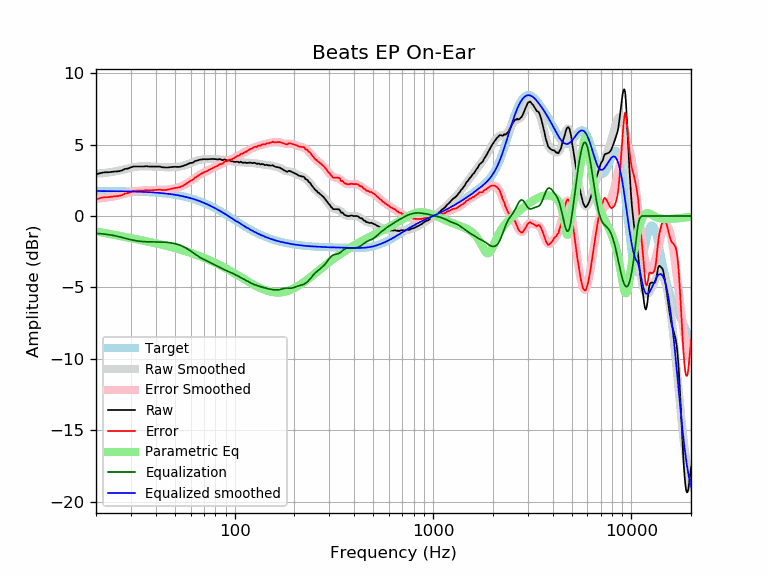 Beats EP On-Ear
10
5
0
−5
−10
−15
−20
Amplitude (dBr)
Target
Raw Smoothed
Error Smoothed
Raw
Error
Parametric Eq
Equalization
Equalized smoothed
100
1000
10000
Frequency (Hz)